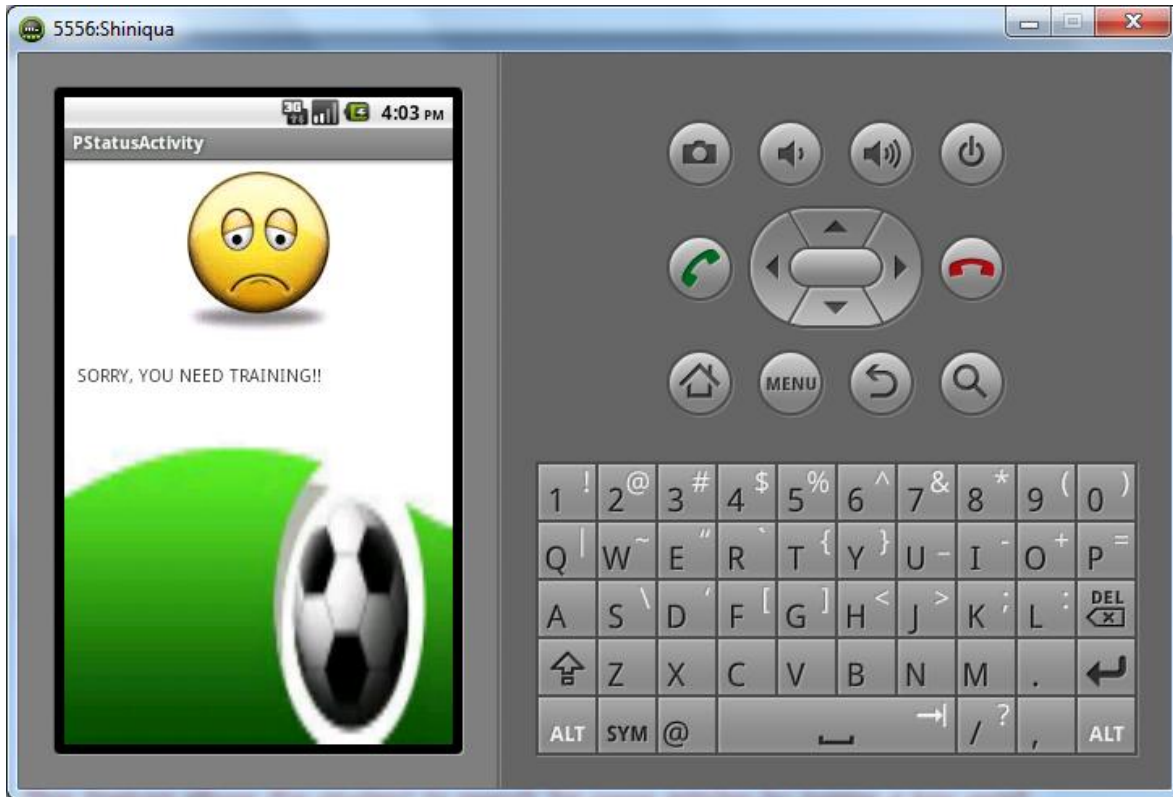 5556:Shiniqua
3G 4:03 PM
PStatusActivity
SORRY, YOU NEED TRAINING!!
MENU
1 ! 2 @ 3 # 4 $ 5 % 6 ^ 7 & 8 * 9 ( 0 )
Q | W ~ E " R ` T { Y } U _ I - O + P =
A S \ D ' F [ G ] H < J > K ; L : DEL
Z X C V B N M .
ALT SYM @ / ? , ALT